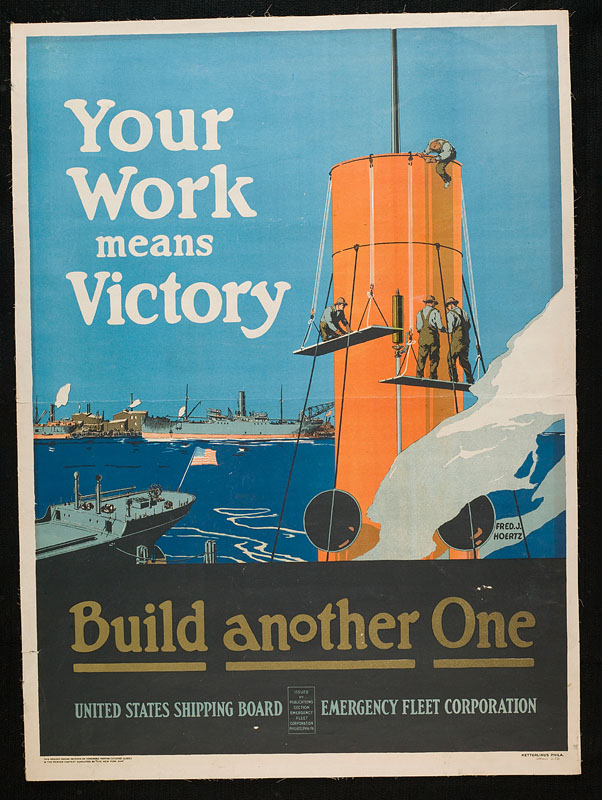 Your
Work
means
Victory
FRED. J.
HOERTZ
Build another One
UNITED STATES SHIPPING BOARD
ISSUED
BY
PUBLICATIONS
SECTION
EMERGENCY
FLEET
CORPORATION
PHILADELPHIA
EMERGENCY FLEET CORPORATION
KETTERLINUS PHILA.